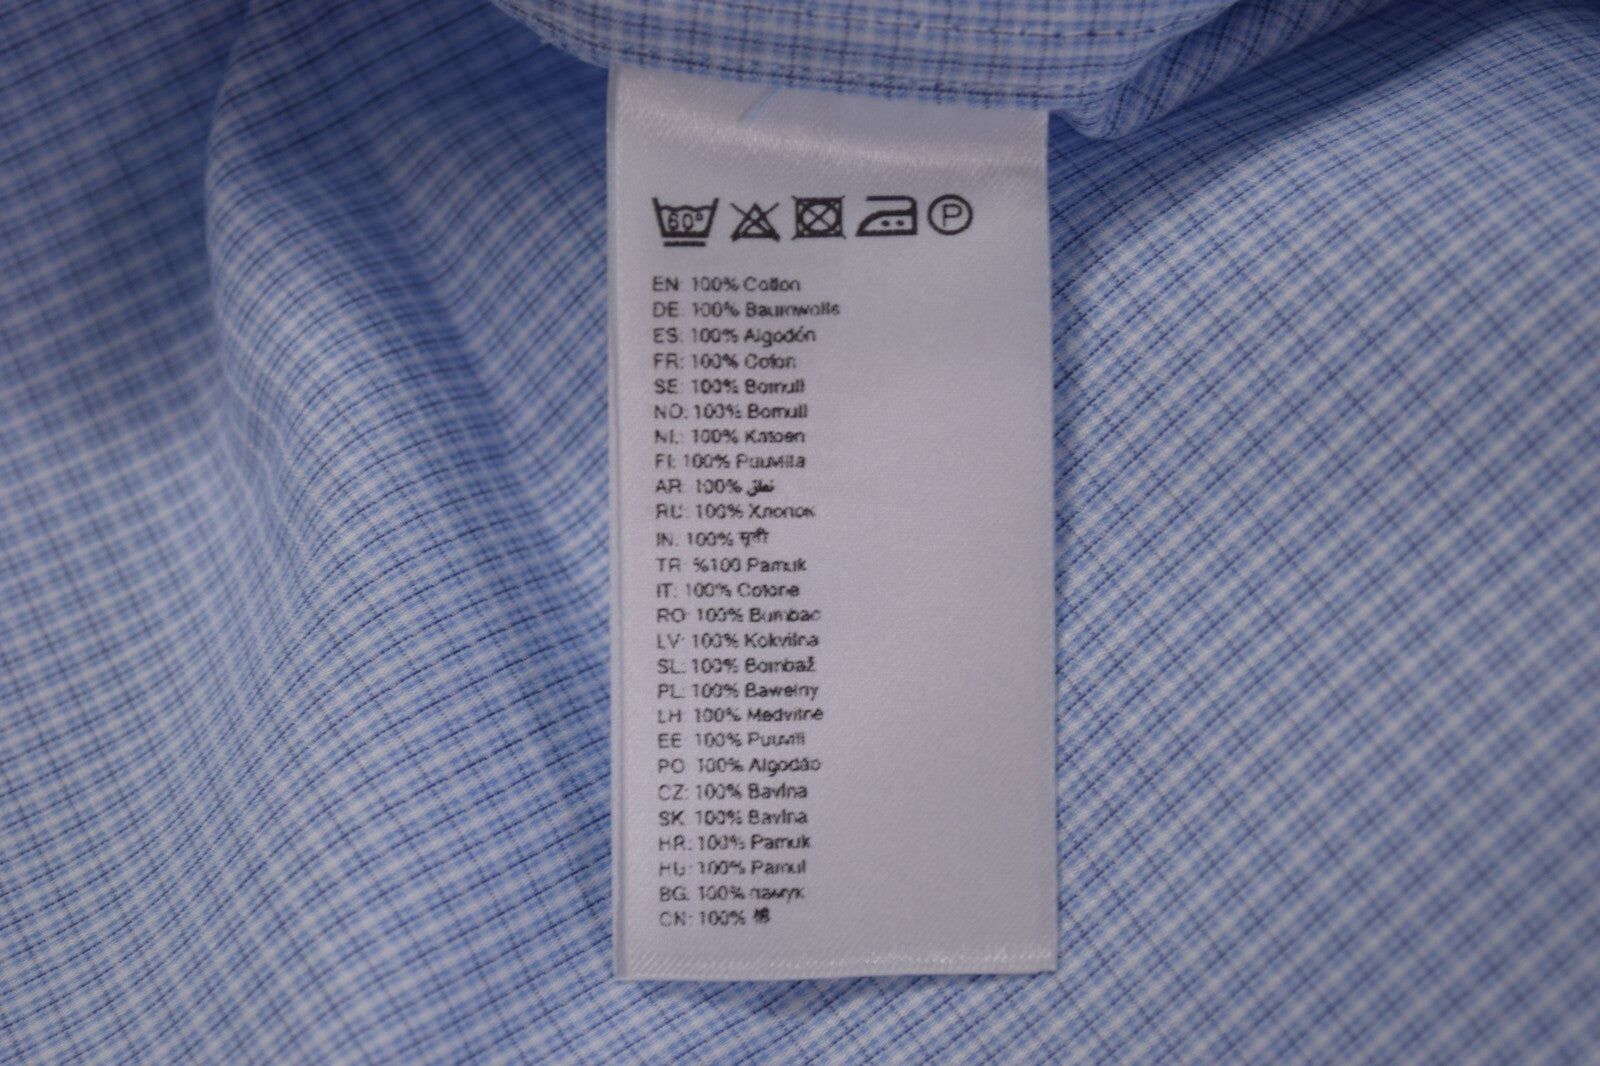 60°
P
EN: 100% Cotton
DE: 100% Baumwolle
ES: 100% Algodón
FR: 100% Coton
SE: 100% Bomull
NO: 100% Bomull
NL: 100% Katoen
FI: 100% Puuvilla
AR: 100%
RU: 100% Хлопок
IN: 100%
TR: %100 Pamuk
IT: 100% Cotone
RO: 100% Bumbac
LV: 100% Kokvilna
SL: 100% Bombaž
PL: 100% Bawełny
LH: 100% Medvilnė
EE: 100% Puuvill
PO: 100% Algodão
CZ: 100% Bavlna
SK: 100% Bavlna
HR: 100% Pamuk
HU: 100% Pamut
BG: 100% памук
CN: 100% 棉